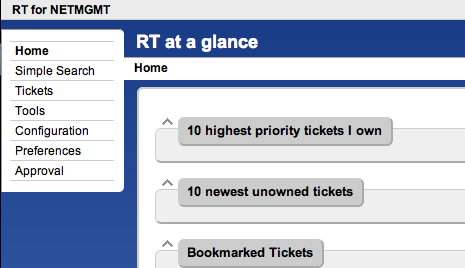 RT for NETMGMT
RT at a glance
Home
Home
Simple Search
Tickets
Tools
Configuration
Preferences
Approval
10 highest priority tickets I own
10 newest unowned tickets
Bookmarked Tickets